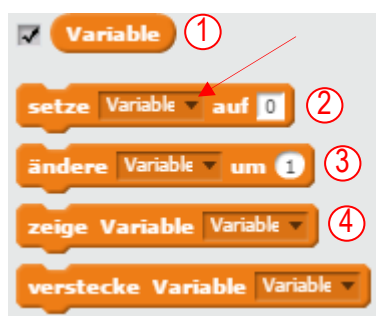 Variable 1
setze Variable auf 0 2
ändere Variable um 1 3
zeige Variable Variable 4
verstecke Variable Variable